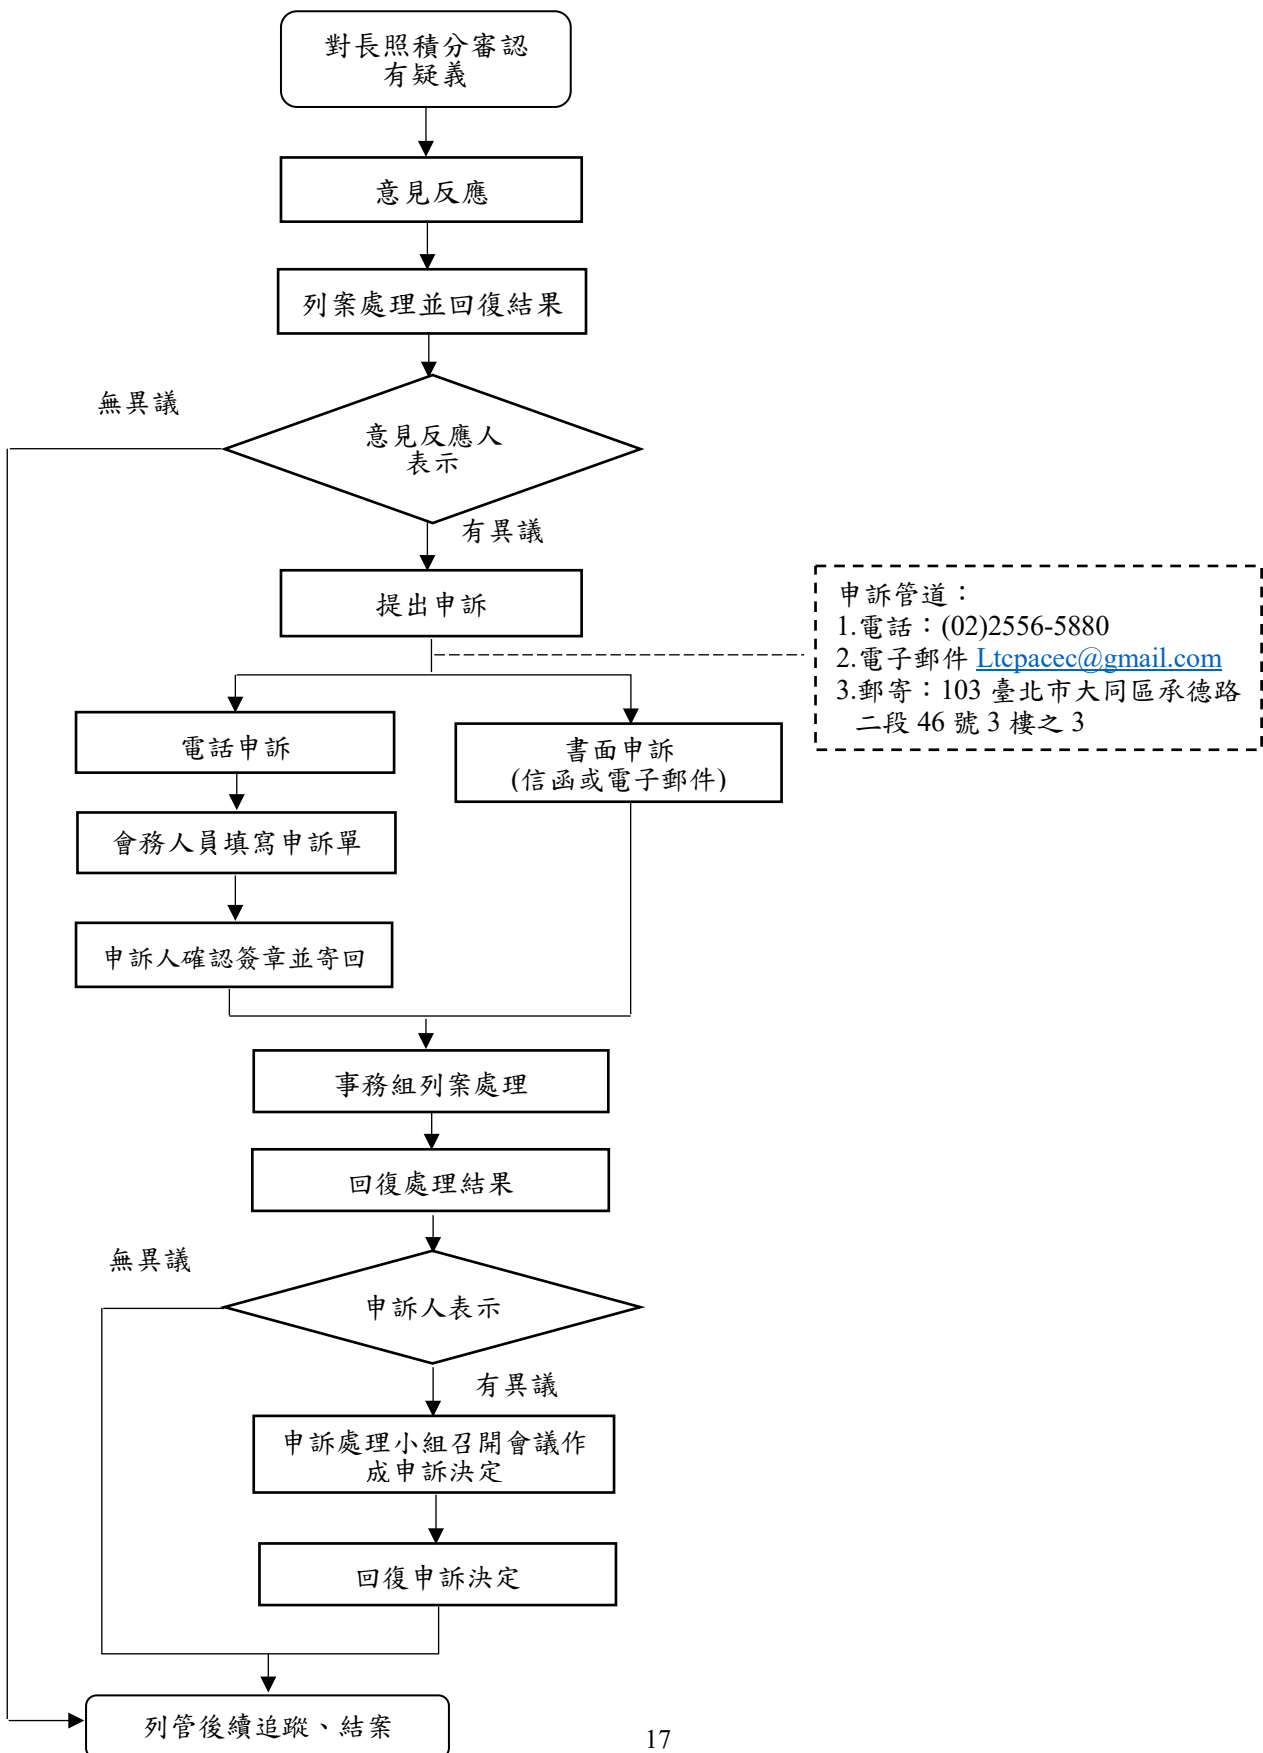 對長照積分審認
有疑義
意見反應
列案處理並回復結果
無異議
意見反應人
表示
有異議
提出申訴
申訴管道：
1.電話：(02)2556-5880
2.電子郵件 Ltcpacec@gmail.com
3.郵寄：103 臺北市大同區承德路
二段 46 號 3 樓之 3
電話申訴
書面申訴
(信函或電子郵件)
會務人員填寫申訴單
申訴人確認簽章並寄回
事務組列案處理
回復處理結果
無異議
申訴人表示
有異議
申訴處理小組召開會議作
成申訴決定
回復申訴決定
列管後續追蹤、結案
17